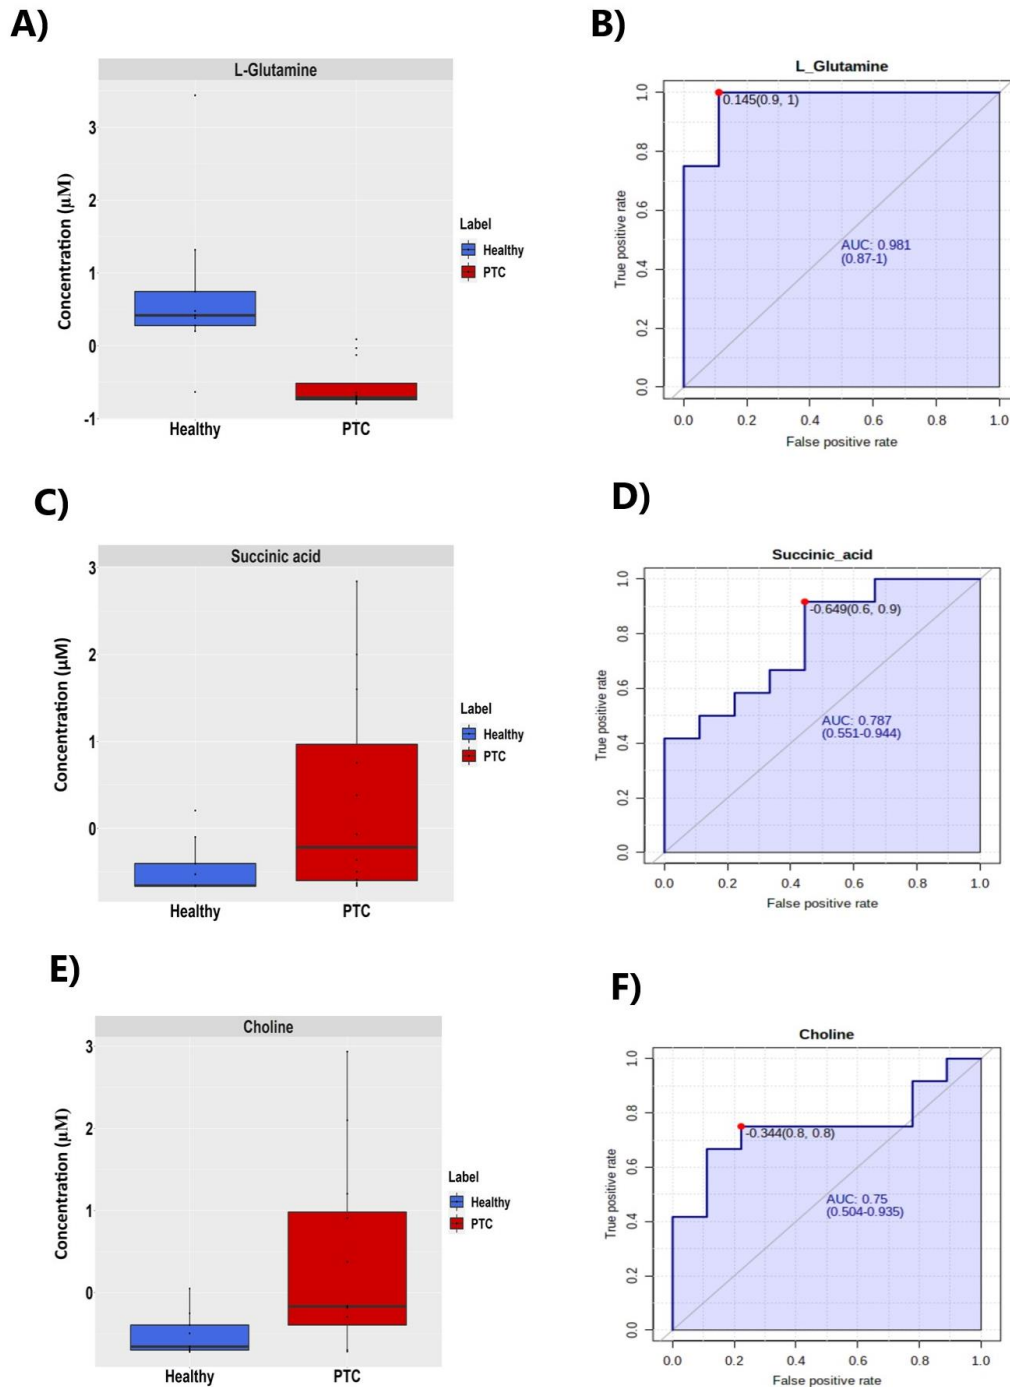 A)
L-Glutamine
Concentration (μM)
3
2
1
0
-1
Healthy
PTC
Label
Healthy
PTC
B)
L_Glutamine
True positive rate
1.0
0.8
0.6
0.4
0.2
0.0
0.145(0.9, 1)
AUC: 0.981
(0.87-1)
0.0 0.2 0.4 0.6 0.8 1.0
False positive rate
C)
Succinic acid
Concentration (μM)
3
2
1
0
Healthy
PTC
Label
Healthy
PTC
D)
Succinic_acid
True positive rate
1.0
0.8
0.6
0.4
0.2
0.0
-0.649(0.6, 0.9)
AUC: 0.787
(0.551-0.944)
0.0 0.2 0.4 0.6 0.8 1.0
False positive rate
E)
Choline
Concentration (μM)
3
2
1
0
Healthy
PTC
Label
Healthy
PTC
F)
Choline
True positive rate
1.0
0.8
0.6
0.4
0.2
0.0
-0.344(0.8, 0.8)
AUC: 0.75
(0.504-0.935)
0.0 0.2 0.4 0.6 0.8 1.0
False positive rate